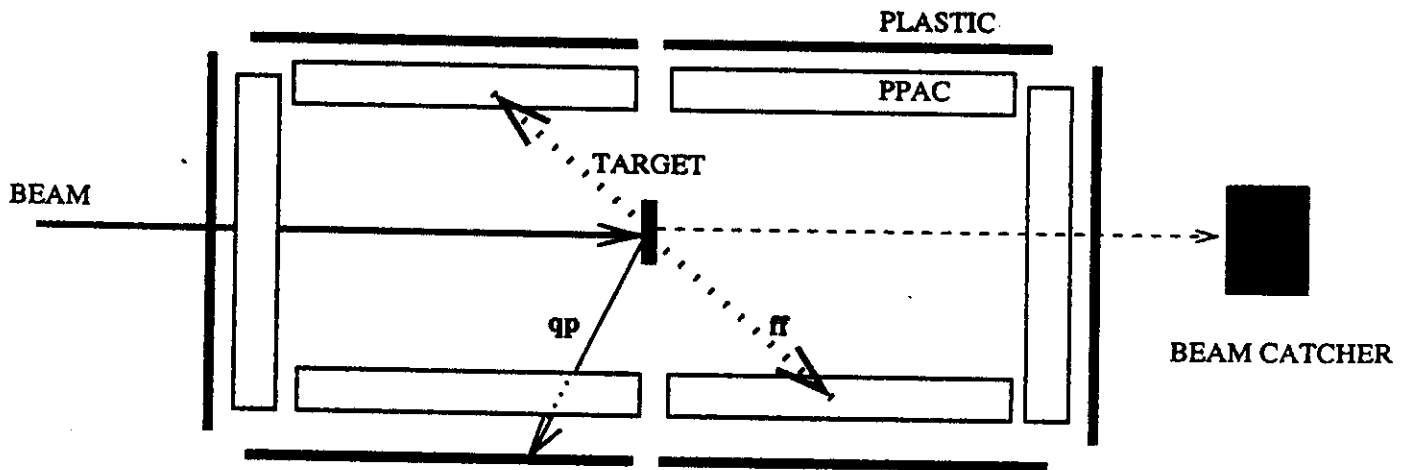 PLASTIC
PPAC
TARGET
BEAM
qp
ff
BEAM CATCHER